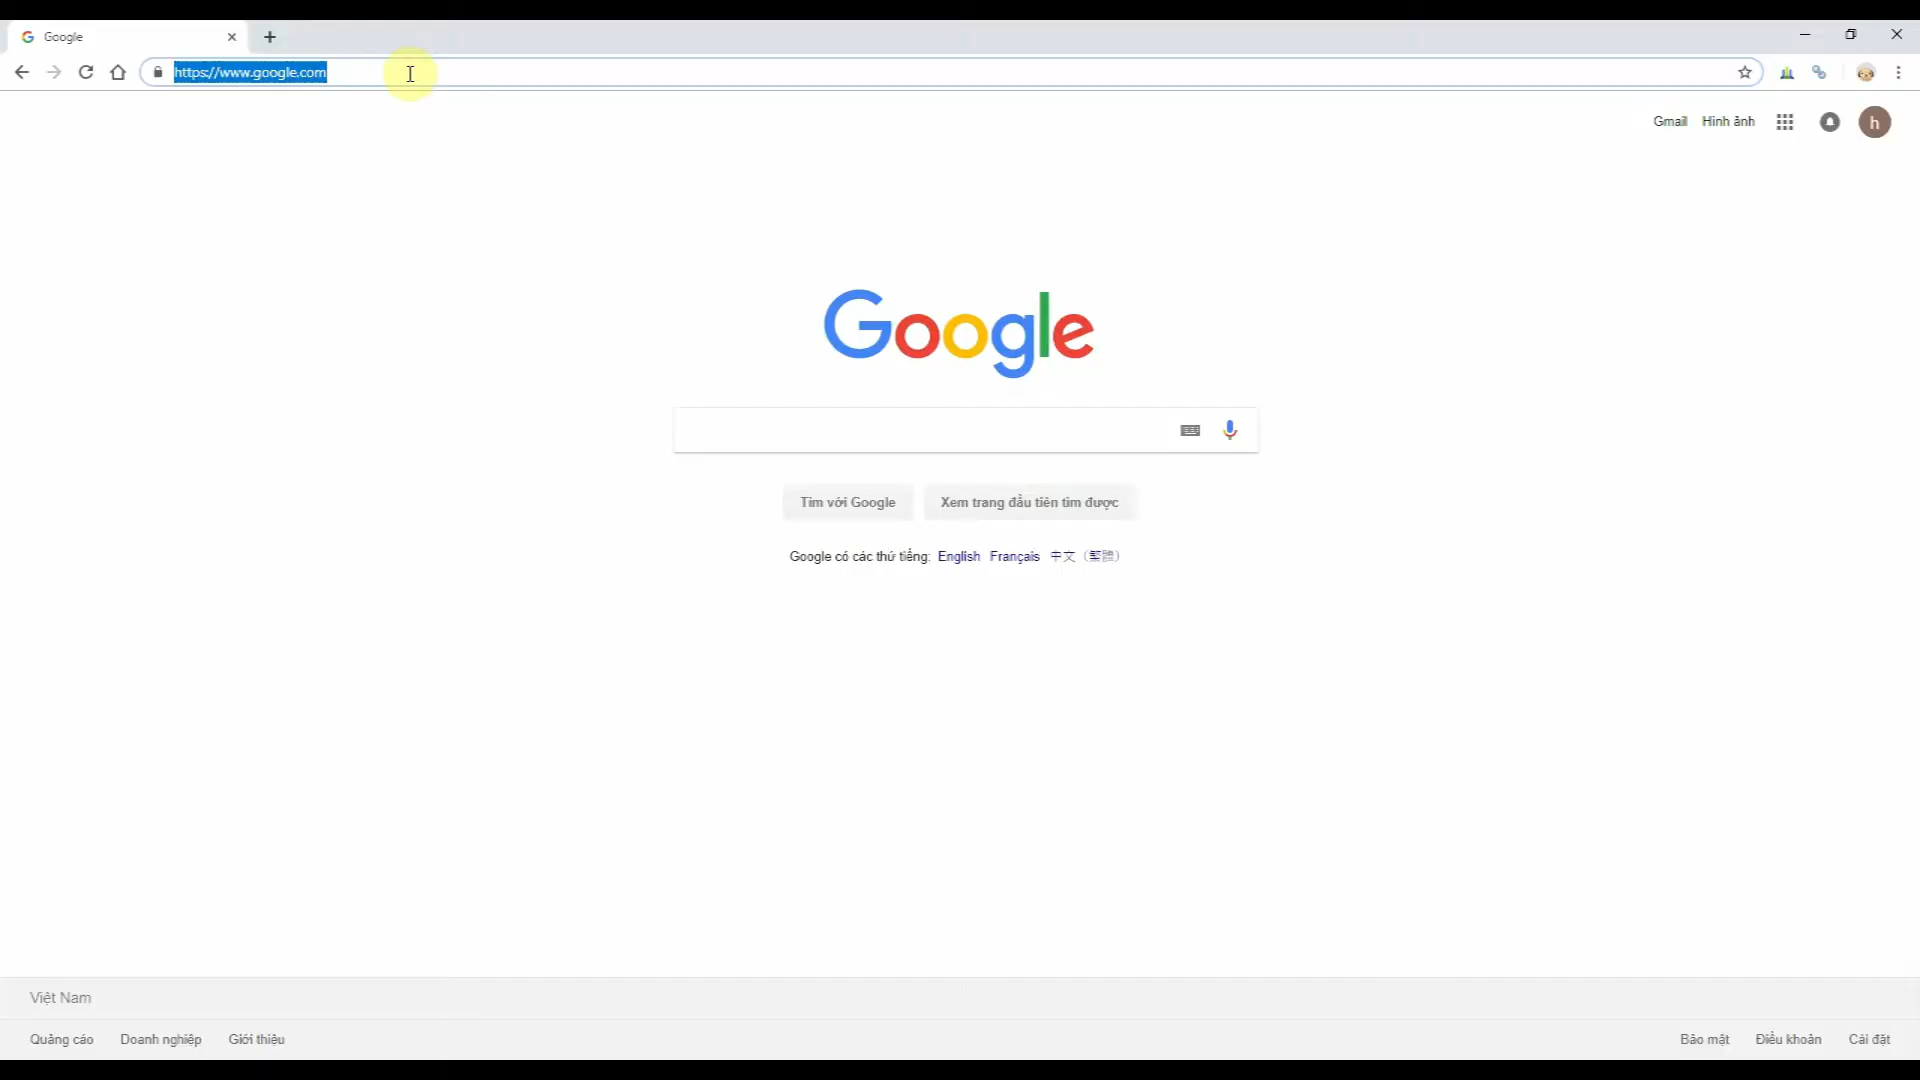 Google
https://www.google.com
Gmail Hình ảnh h
Google
Tìm với Google Xem trang đầu tiên tìm được
Google có các thứ tiếng: English Français 中文（繁體）
Việt Nam
Quảng cáo Doanh nghiệp Giới thiệu Bảo mật Điều khoản Cài đặt